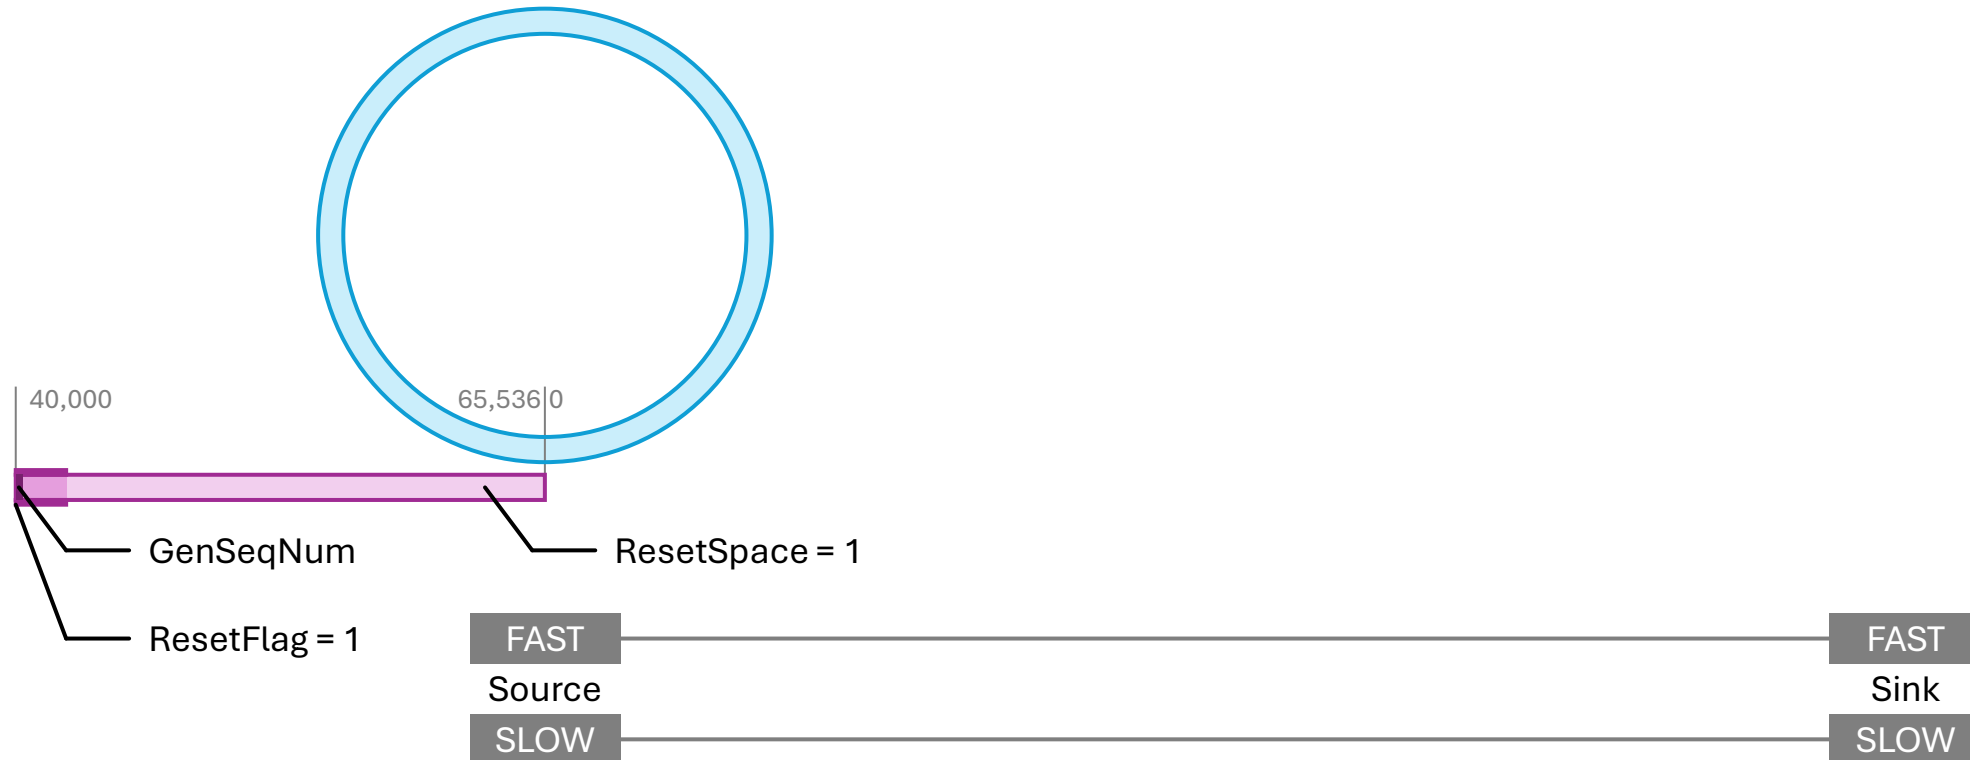 40,000
65,536
0
GenSeqNum
ResetSpace = 1
ResetFlag = 1
FAST
FAST
Source
Sink
SLOW
SLOW